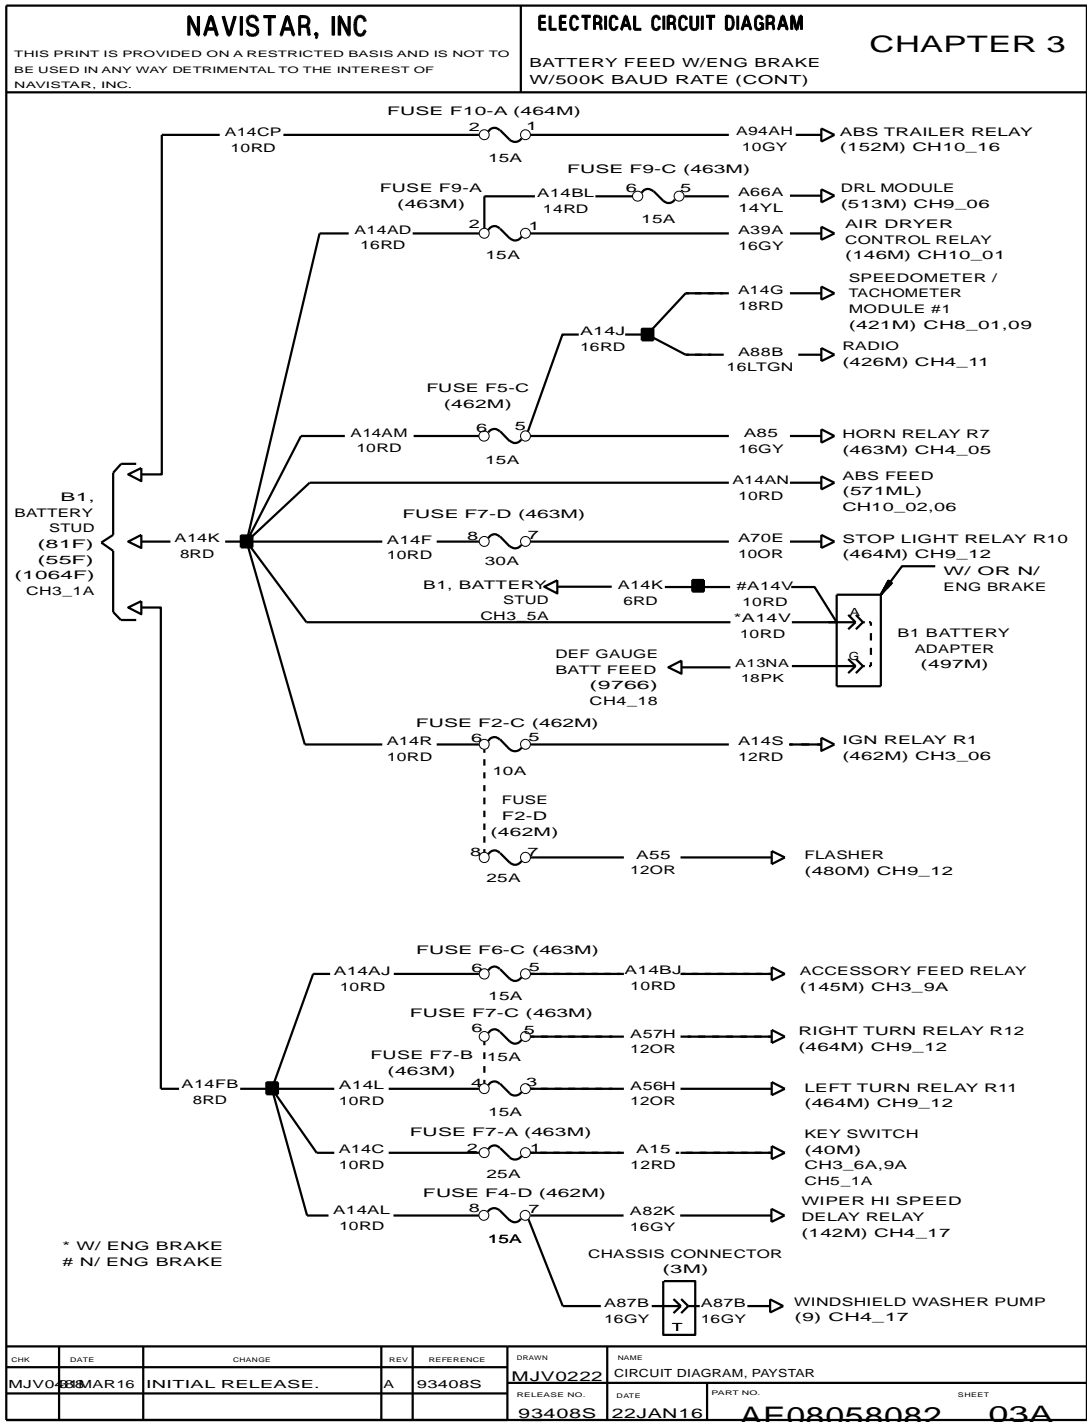 NAVISTAR, INC
THIS PRINT IS PROVIDED ON A RESTRICTED BASIS AND IS NOT TO
BE USED IN ANY WAY DETRIMENTAL TO THE INTEREST OF
NAVISTAR, INC.
ELECTRICAL CIRCUIT DIAGRAM
BATTERY FEED W/ENG BRAKE
W/500K BAUD RATE (CONT)
CHAPTER 3
FUSE F10-A (464M)
A14CP
10RD
2
1
15A
A94AH
10GY
ABS TRAILER RELAY
(152M) CH10_16
FUSE F9-C (463M)
A14BL
14RD
6
5
15A
A66A
14YL
DRL MODULE
(513M) CH9_06
FUSE F9-A
(463M)
A14AD
16RD
2
1
15A
A39A
16GY
AIR DRYER
CONTROL RELAY
(146M) CH10_01
A14J
16RD
A14G
18RD
SPEEDOMETER /
TACHOMETER
MODULE #1
(421M) CH8_01,09
A88B
16LTGN
RADIO
(426M) CH4_11
FUSE F5-C
(462M)
A14AM
10RD
6
5
15A
A85
16GY
HORN RELAY R7
(463M) CH4_05
A14AN
10RD
ABS FEED
(571ML)
CH10_02,06
B1,
BATTERY
STUD
(81F)
(55F)
(1064F)
CH3_1A
A14K
8RD
FUSE F7-D (463M)
A14F
10RD
8
7
30A
A70E
10OR
STOP LIGHT RELAY R10
(464M) CH9_12
B1, BATTERY
STUD
CH3_5A
A14K
6RD
#A14V
10RD
*A14V
10RD
W/ OR N/
ENG BRAKE
A
G
B1 BATTERY
ADAPTER
(497M)
DEF GAUGE
BATT FEED
(9766)
CH4_18
A13NA
18PK
FUSE F2-C (462M)
A14R
10RD
6
5
10A
A14S
12RD
IGN RELAY R1
(462M) CH3_06
FUSE
F2-D
(462M)
8
7
25A
A55
12OR
FLASHER
(480M) CH9_12
FUSE F6-C (463M)
A14AJ
10RD
6
5
15A
A14BJ
10RD
ACCESSORY FEED RELAY
(145M) CH3_9A
FUSE F7-C (463M)
6
5
15A
A57H
12OR
RIGHT TURN RELAY R12
(464M) CH9_12
FUSE F7-B
(463M)
A14FB
8RD
A14L
10RD
4
3
15A
A56H
12OR
LEFT TURN RELAY R11
(464M) CH9_12
FUSE F7-A (463M)
A14C
10RD
2
1
25A
A15
12RD
KEY SWITCH
(40M)
CH3_6A,9A
CH5_1A
FUSE F4-D (462M)
A14AL
10RD
8
7
15A
A82K
16GY
WIPER HI SPEED
DELAY RELAY
(142M) CH4_17
* W/ ENG BRAKE
# N/ ENG BRAKE
CHASSIS CONNECTOR
(3M)
A87B
16GY
T
A87B
16GY
WINDSHIELD WASHER PUMP
(9) CH4_17
CHK DATE CHANGE REV REFERENCE
INITIAL RELEASE. A 93408S
DRAWN
MJV0222
NAME
CIRCUIT DIAGRAM, PAYSTAR
RELEASE NO.
93408S
DATE
22JAN16
PART NO.
AF08058082
SHEET
03A